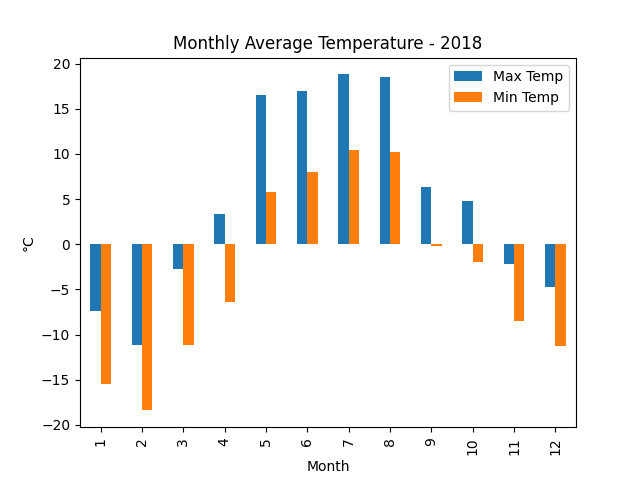 Monthly Average Temperature - 2018
Max Temp
Min Temp
20
15
10
5
0
−5
−10
−15
−20
°C
1 2 3 4 5 6 7 8 9 10 11 12
Month